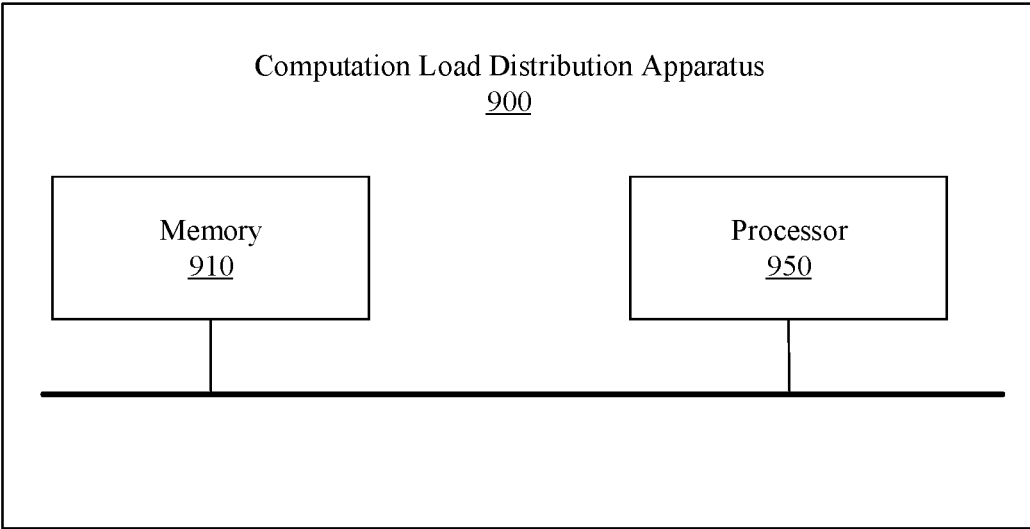 Computation Load Distribution Apparatus
900
Memory
910
Processor
950